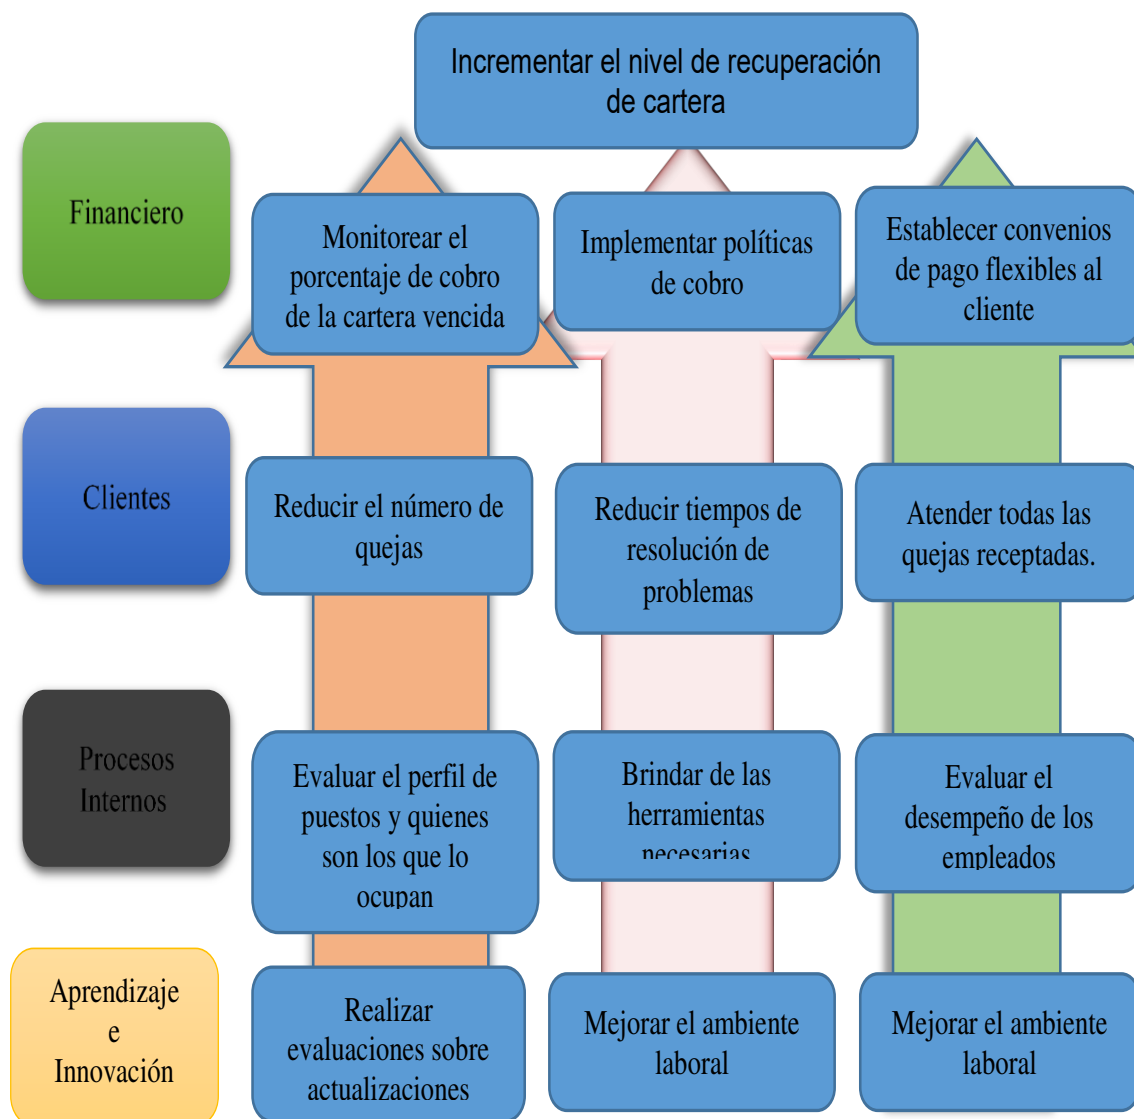 Incrementar el nivel de recuperación
de cartera
Financiero
Monitorear el
porcentaje de cobro
de la cartera vencida
Implementar políticas
de cobro
Establecer convenios
de pago flexibles al
cliente
Clientes
Reducir el número de
quejas
Reducir tiempos de
resolución de
problemas
Atender todas las
quejas receptadas.
Procesos
Internos
Evaluar el perfil de
puestos y quienes
son los que lo
ocupan
Brindar de las
herramientas
necesarias
Evaluar el
desempeño de los
empleados
Aprendizaje
e
Innovación
Realizar
evaluaciones sobre
actualizaciones
Mejorar el ambiente
laboral
Mejorar el ambiente
laboral